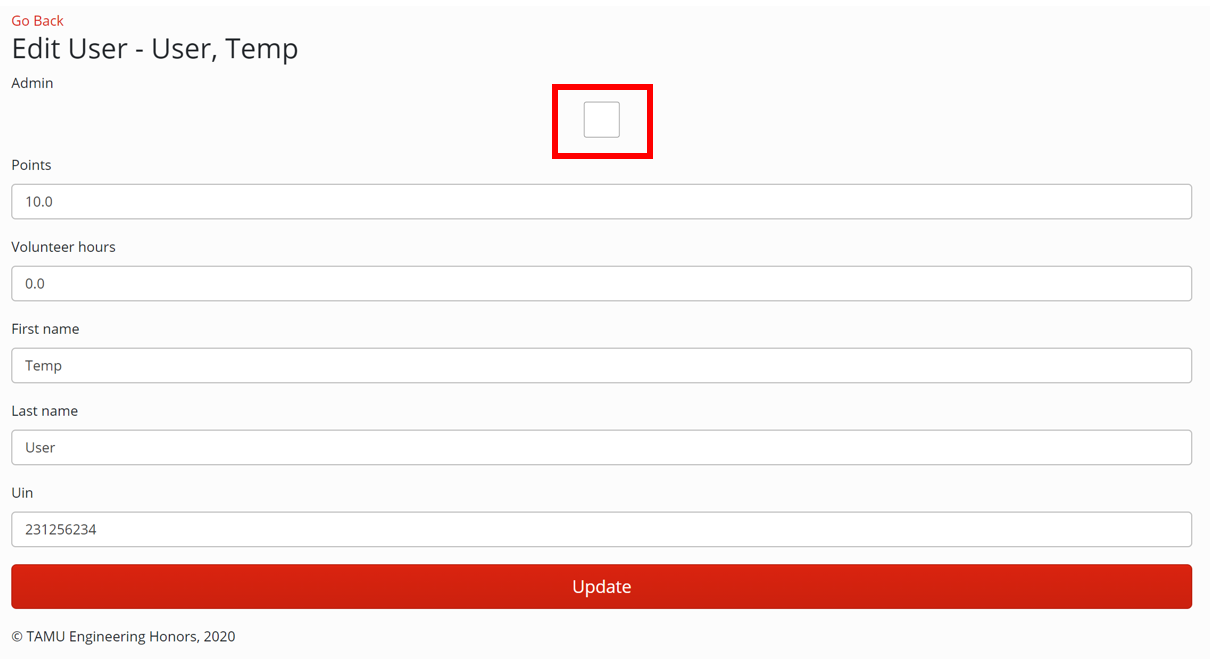 Go Back
Edit User - User, Temp
Admin
Points
10.0
Volunteer hours
0.0
First name
Temp
Last name
User
Uin
231256234
Update
© TAMU Engineering Honors, 2020